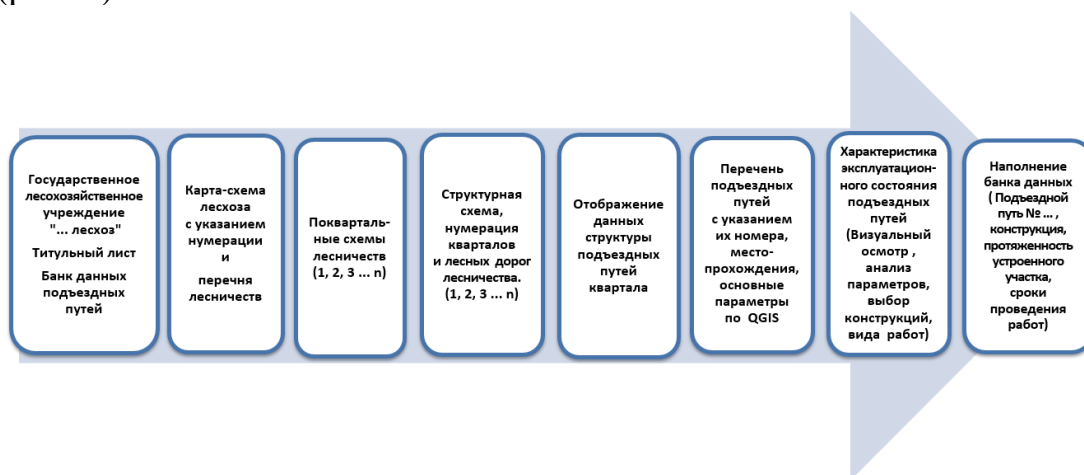 Государственное
лесохозяйственное
учреждение
"... лесхоз"
Титульный лист
Банк данных
подъездных
путей
Карта-схема
лесхоза
с указанием
нумерации
и
перечня
лесничеств
Покварталь-
ные схемы
лесничеств
(1, 2, 3 ... n)
Структурная
схема,
нумерация
кварталов
и лесных дорог
лесничества.
(1, 2, 3 ... n)
Отображение
данных
структуры
подъездных
путей
квартала
Перечень
подъездных
путей
с указанием
их номера,
место-
прохождения,
основные
параметры
по QGIS
Характеристика
эксплуатацион-
ного состояния
подъездных
путей
(Визуальный
осмотр ,
анализ
параметров,
выбор
конструкций,
вида работ)
Наполнение
банка данных
( Подъездной
путь № ... ,
конструкция,
протяженность
устроенного
участка,
сроки
проведения
работ)